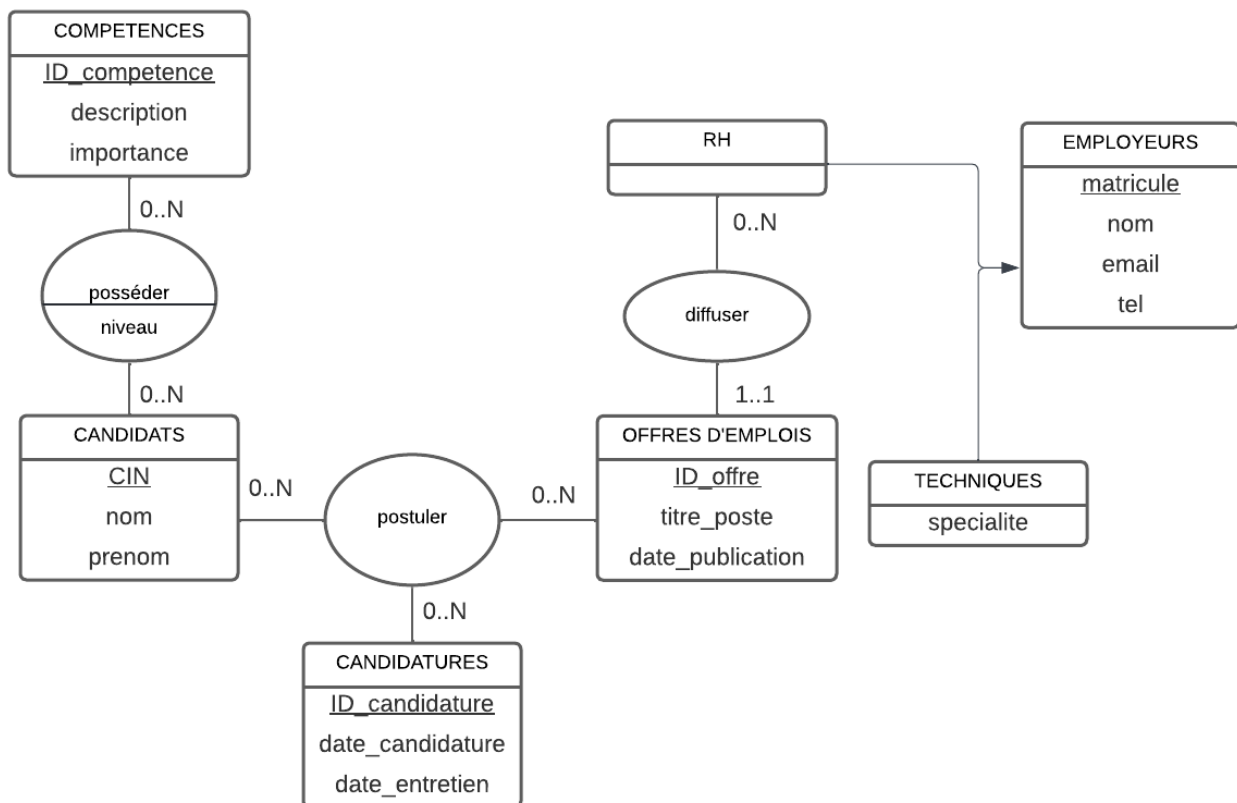 COMPETENCES
ID_competence
description
importance
0..N
posséder
niveau
0..N
CANDIDATS
CIN
nom
prenom
0..N
postuler
0..N
0..N
CANDIDATURES
ID_candidature
date_candidature
date_entretien
RH
0..N
diffuser
1..1
OFFRES D'EMPLOIS
ID_offre
titre_poste
date_publication
EMPLOYEURS
matricule
nom
email
tel
TECHNIQUES
specialite